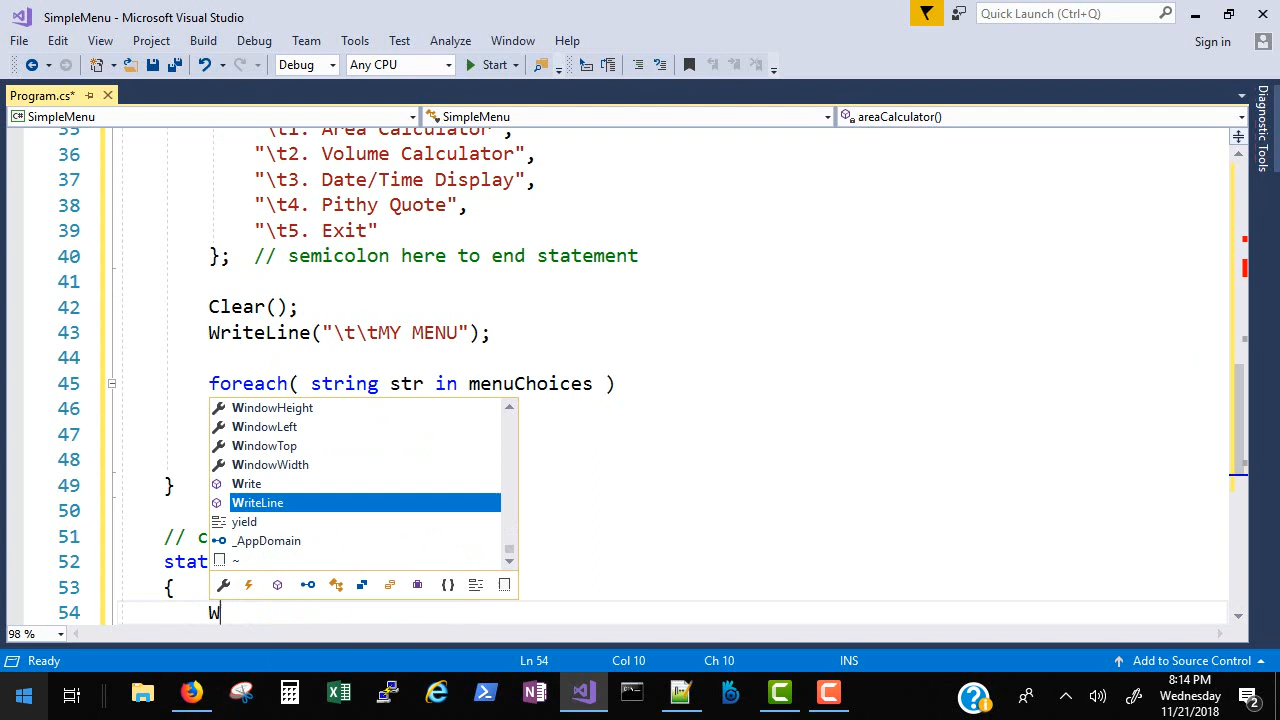 SimpleMenu - Microsoft Visual Studio
Quick Launch (Ctrl+Q)
File Edit View Project Build Debug Team Tools Test Analyze Window Help
Sign in
Debug Any CPU Start
Program.cs*
SimpleMenu SimpleMenu areaCalculator()
Diagnostic Tools
35 "\t1. Area Calculator",
36 "\t2. Volume Calculator",
37 "\t3. Date/Time Display",
38 "\t4. Pithy Quote",
39 "\t5. Exit"
40 }; // semicolon here to end statement
41
42 Clear();
43 WriteLine("\t\tMY MENU");
44
45 foreach( string str in menuChoices )
46
47
48
49 }
50
51 // c
52 stat
53 {
54 W
WindowHeight
WindowLeft
WindowTop
WindowWidth
Write
WriteLine
yield
_AppDomain
~
98 %
Ready Ln 54 Col 10 Ch 10 INS Add to Source Control
8:14 PM
Wednesday
11/21/2018
2